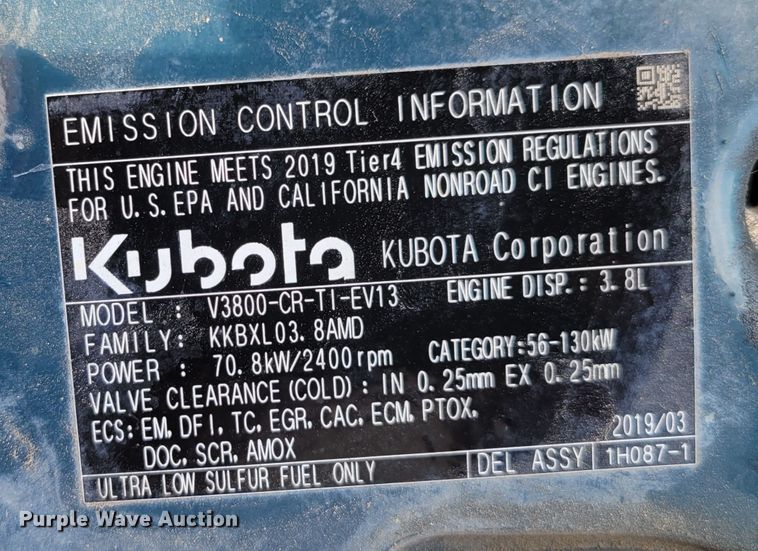 EMISSION CONTROL INFORMATION
THIS ENGINE MEETS 2019 Tier4 EMISSION REGULATIONS
FOR U.S.EPA AND CALIFORNIA NONROAD CI ENGINES.
Kubota KUBOTA Corporation
MODEL : V3800-CR-TI-EV13 ENGINE DISP.: 3.8L
FAMILY: KKBXL03.8AMD
POWER : 70.8kW/2400rpm CATEGORY:56-130kW
VALVE CLEARANCE(COLD): IN 0.25mm EX 0.25mm
ECS: EM, DFI, TC, EGR, CAC, ECM, PTOX,
DOC, SCR, AMOX 2019/03
ULTRA LOW SULFUR FUEL ONLY DEL ASSY 1H087-1
Purple Wave Auction